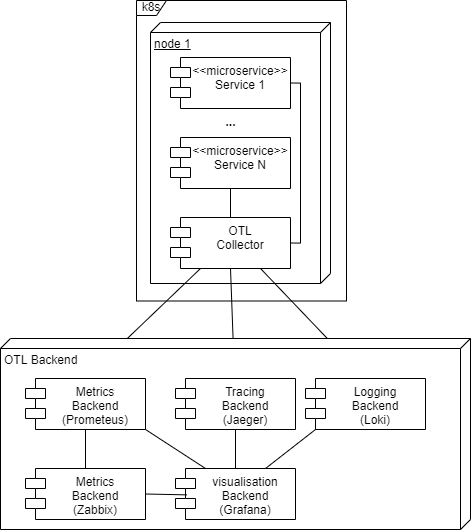 k8s
node 1
<<microservice>>
Service 1
...
<<microservice>>
Service N
OTL
Collector
OTL Backend
Metrics
Backend
(Prometeus)
Tracing
Backend
(Jaeger)
Logging
Backend
(Loki)
Metrics
Backend
(Zabbix)
visualisation
Backend
(Grafana)